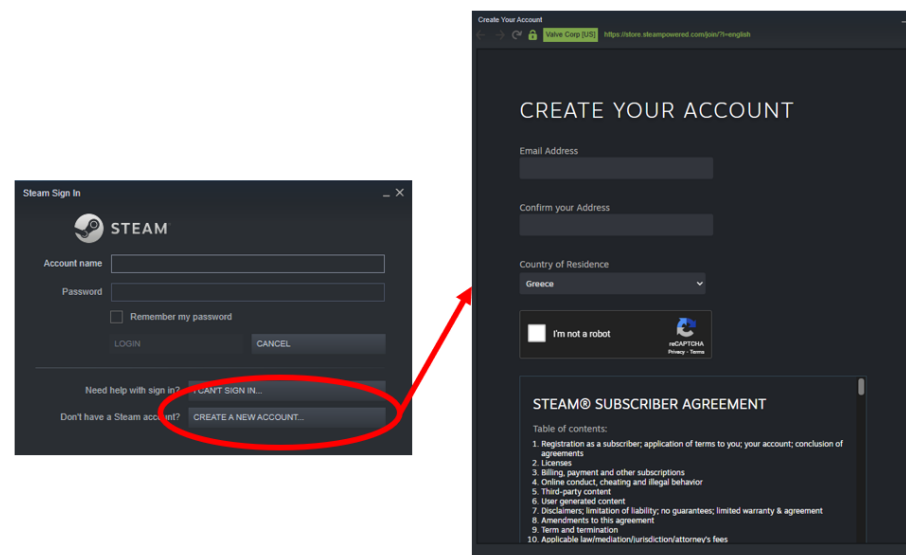 Steam Sign In
STEAM
Account name
Password
Remember my password
LOGIN
CANCEL
Need help with sign in?
I CAN'T SIGN IN...
Don't have a Steam account?
CREATE A NEW ACCOUNT...
Create Your Account
Valve Corp [US]
https://store.steampowered.com/join/?l=english
CREATE YOUR ACCOUNT
Email Address
Confirm your Address
Country of Residence
Greece
I'm not a robot
reCAPTCHA
Privacy - Terms
STEAM® SUBSCRIBER AGREEMENT
Table of contents:
1. Registration as a subscriber; application of terms to you; your account; conclusion of
agreements
2. Licenses
3. Billing, payment and other subscriptions
4. Online conduct, cheating and illegal behavior
5. Third-party content
6. User generated content
7. Disclaimers; limitation of liability; no guarantees; limited warranty & agreement
8. Amendments to this agreement
9. Term and termination
10. Applicable law/mediation/jurisdiction/attorney's fees